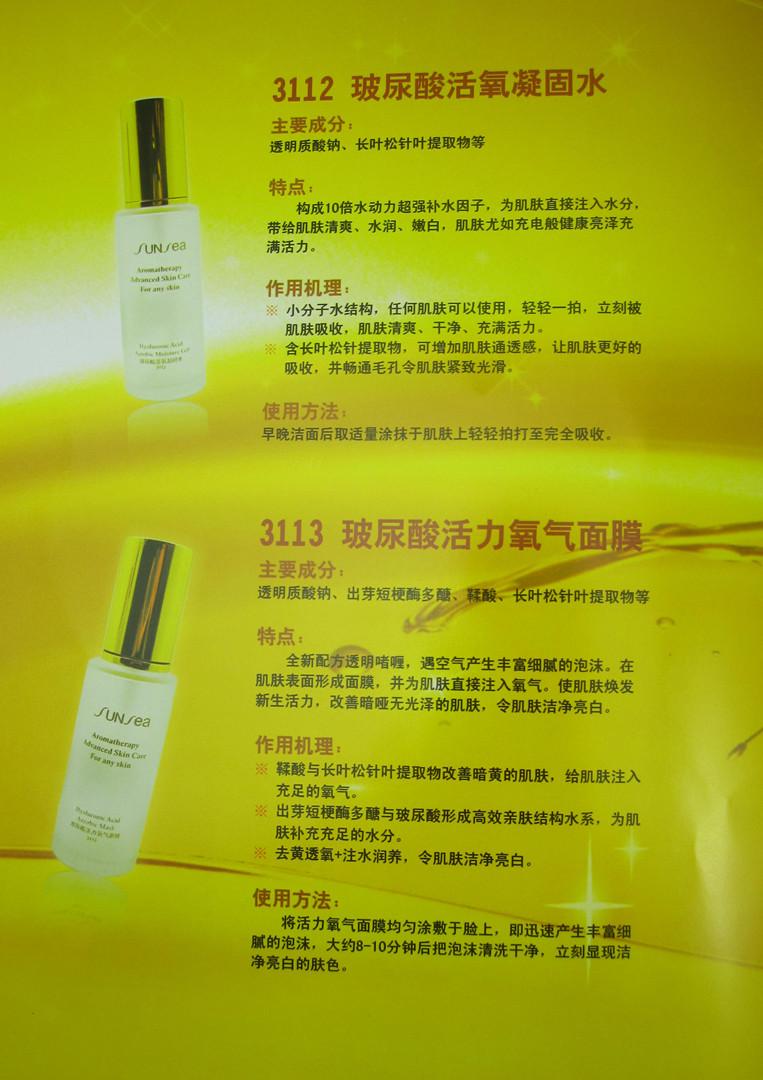 3112 玻尿酸活氧凝固水
主要成分：
透明质酸钠、长叶松针叶提取物等
特点：
构成10倍水动力超强补水因子，为肌肤直接注入水分，
带给肌肤清爽、水润、嫩白，肌肤尤如充电般健康亮泽充
满活力。
作用机理：
※ 小分子水结构，任何肌肤可以使用，轻轻一拍，立刻被
肌肤吸收，肌肤清爽、干净、充满活力。
※ 含长叶松针提取物，可增加肌肤通透感，让肌肤更好的
吸收，并畅通毛孔令肌肤紧致光滑。
使用方法：
早晚洁面后取适量涂抹于肌肤上轻轻拍打至完全吸收。
SUNSea
Aromatherapy
Advanced Skin Care
For any skin
Hyaluronic Acid
Aerobic Moisture Gel
3113 玻尿酸活力氧气面膜
主要成分：
透明质酸钠、出芽短梗酶多醣、鞣酸、长叶松针叶提取物等
特点：
全新配方透明啫喱，遇空气产生丰富细腻的泡沫。在
肌肤表面形成面膜，并为肌肤直接注入氧气。使肌肤焕发
新生活力，改善暗哑无光泽的肌肤，令肌肤洁净亮白。
作用机理：
※ 鞣酸与长叶松针叶提取物改善暗黄的肌肤，给肌肤注入
充足的氧气。
※ 出芽短梗酶多醣与玻尿酸形成高效亲肤结构水系，为肌
肤补充充足的水分。
※ 去黄透氧+注水润养，令肌肤洁净亮白。
使用方法：
将活力氧气面膜均匀涂敷于脸上，即迅速产生丰富细
腻的泡沫，大约8-10分钟后把泡沫清洗干净，立刻显现洁
净亮白的肤色。
SUNSea
Aromatherapy
Advanced Skin Care
For any skin
Hyaluronic Acid
Aerobic Mask